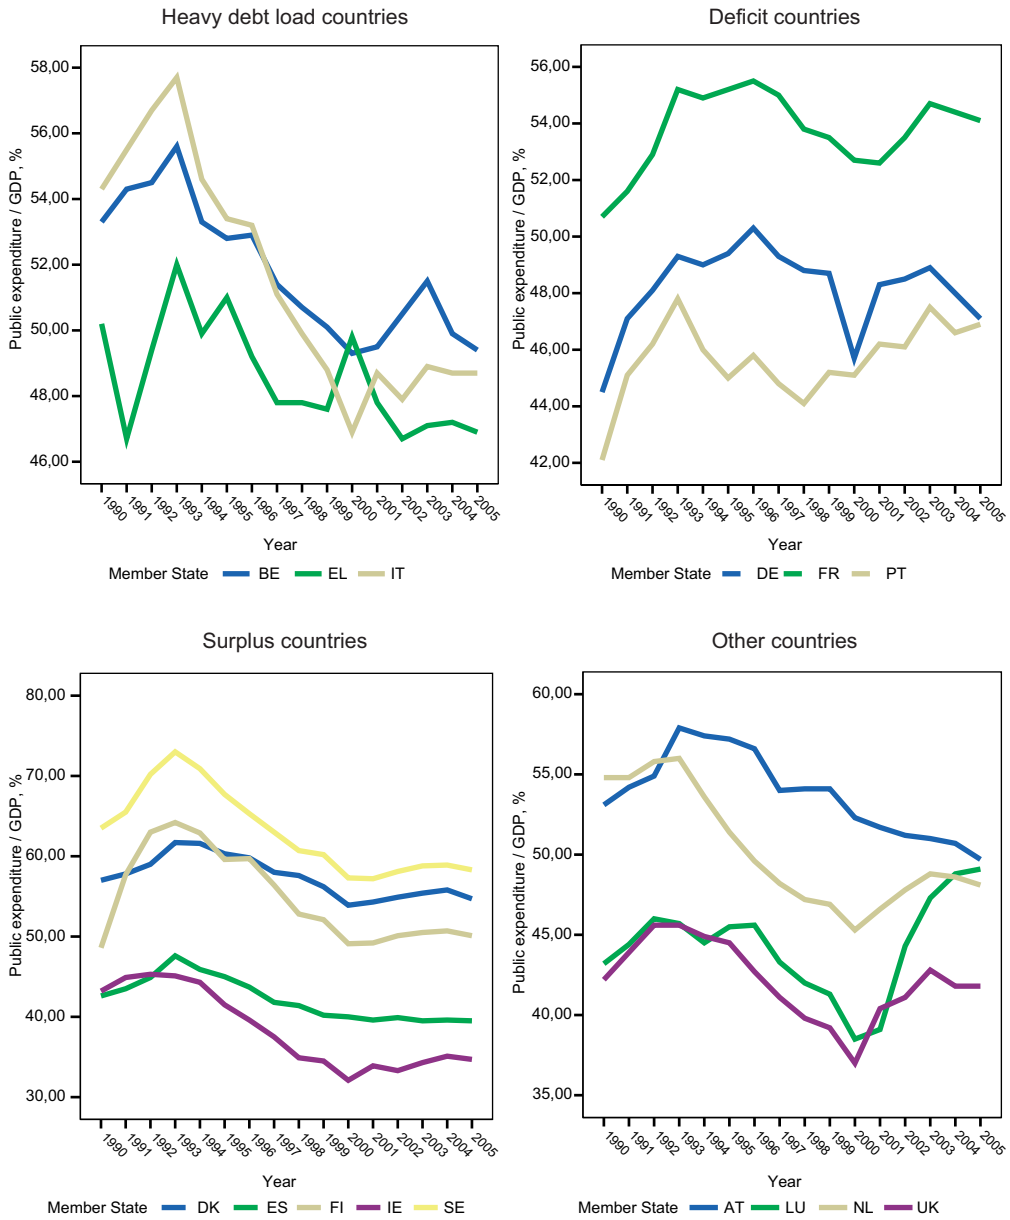 Heavy debt load countries
Public expenditure / GDP, %
58,00
56,00
54,00
52,00
50,00
48,00
46,00
1990 1991 1992 1993 1994 1995 1996 1997 1998 1999 2000 2001 2002 2003 2004 2005
Year
Member State BE EL IT
Deficit countries
Public expenditure / GDP, %
56,00
54,00
52,00
50,00
48,00
46,00
44,00
42,00
1990 1991 1992 1993 1994 1995 1996 1997 1998 1999 2000 2001 2002 2003 2004 2005
Year
Member State DE FR PT
Surplus countries
Public expenditure / GDP, %
80,00
70,00
60,00
50,00
40,00
30,00
1990 1991 1992 1993 1994 1995 1996 1997 1998 1999 2000 2001 2002 2003 2004 2005
Year
Member State DK ES FI IE SE
Other countries
Public expenditure / GDP, %
60,00
55,00
50,00
45,00
40,00
35,00
1990 1991 1992 1993 1994 1995 1996 1997 1998 1999 2000 2001 2002 2003 2004 2005
Year
Member State AT LU NL UK